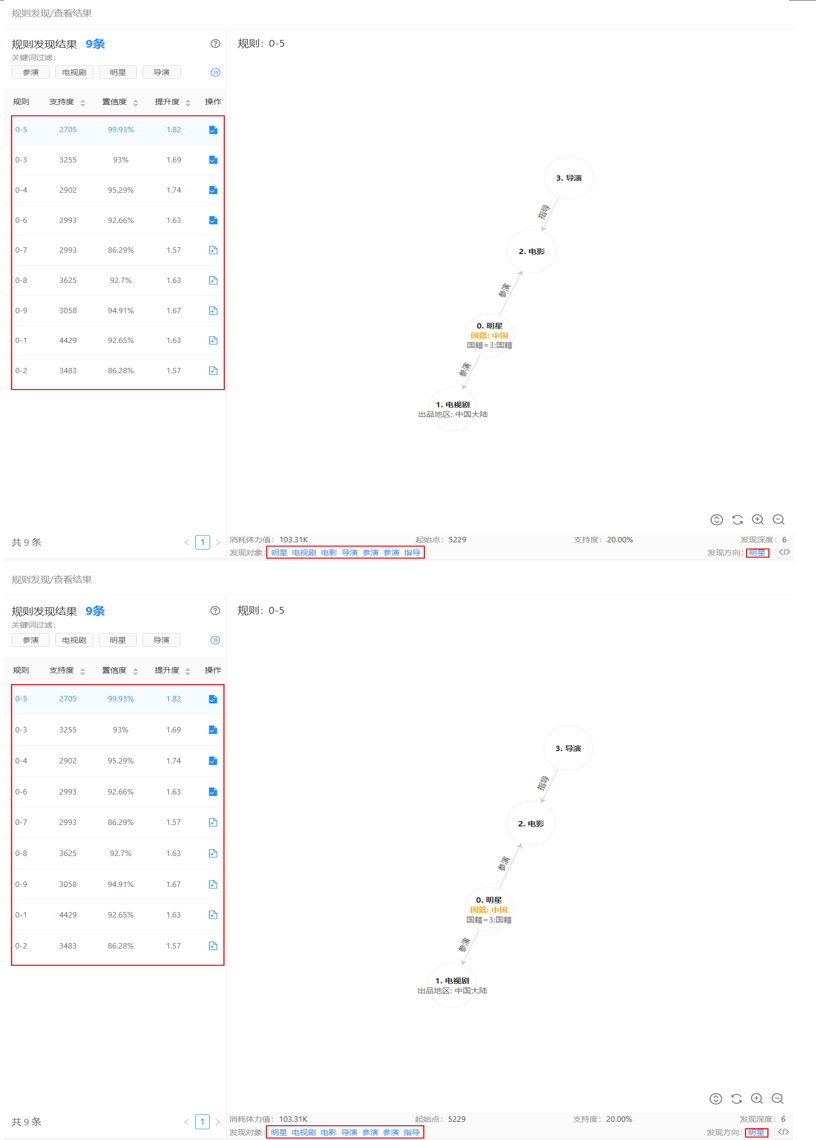 规则发现/查看结果
规则发现结果 9条
关键词过滤:
参演 电视剧 明星 导演
规则 支持度 置信度 提升度 操作
0-5 2705 99.93% 1.82
0-3 3255 93% 1.69
0-4 2902 95.29% 1.74
0-6 2993 92.66% 1.63
0-7 2993 86.29% 1.57
0-8 3625 92.7% 1.63
0-9 3058 94.91% 1.67
0-1 4429 92.65% 1.63
0-2 3483 86.28% 1.57
共 9 条 < 1 >
规则: 0-5
3. 导演
指导
2. 电影
参演
0. 明星
国籍: 中国
国籍=3:国籍
参演
1. 电视剧
出品地区: 中国大陆
消耗体力值: 103.31K 起始点: 5229 支持度: 20.00% 发现深度: 6
发现对象: 明星 电视剧 电影 导演 参演 参演 指导 发现方向: 明星 </>
规则发现/查看结果
规则发现结果 9条
关键词过滤:
参演 电视剧 明星 导演
规则 支持度 置信度 提升度 操作
0-5 2705 99.93% 1.82
0-3 3255 93% 1.69
0-4 2902 95.29% 1.74
0-6 2993 92.66% 1.63
0-7 2993 86.29% 1.57
0-8 3625 92.7% 1.63
0-9 3058 94.91% 1.67
0-1 4429 92.65% 1.63
0-2 3483 86.28% 1.57
共 9 条 < 1 >
规则: 0-5
3. 导演
指导
2. 电影
参演
0. 明星
国籍: 中国
国籍=3:国籍
参演
1. 电视剧
出品地区: 中国大陆
消耗体力值: 103.31K 起始点: 5229 支持度: 20.00% 发现深度: 6
发现对象: 明星 电视剧 电影 导演 参演 参演 指导 发现方向: 明星 </>